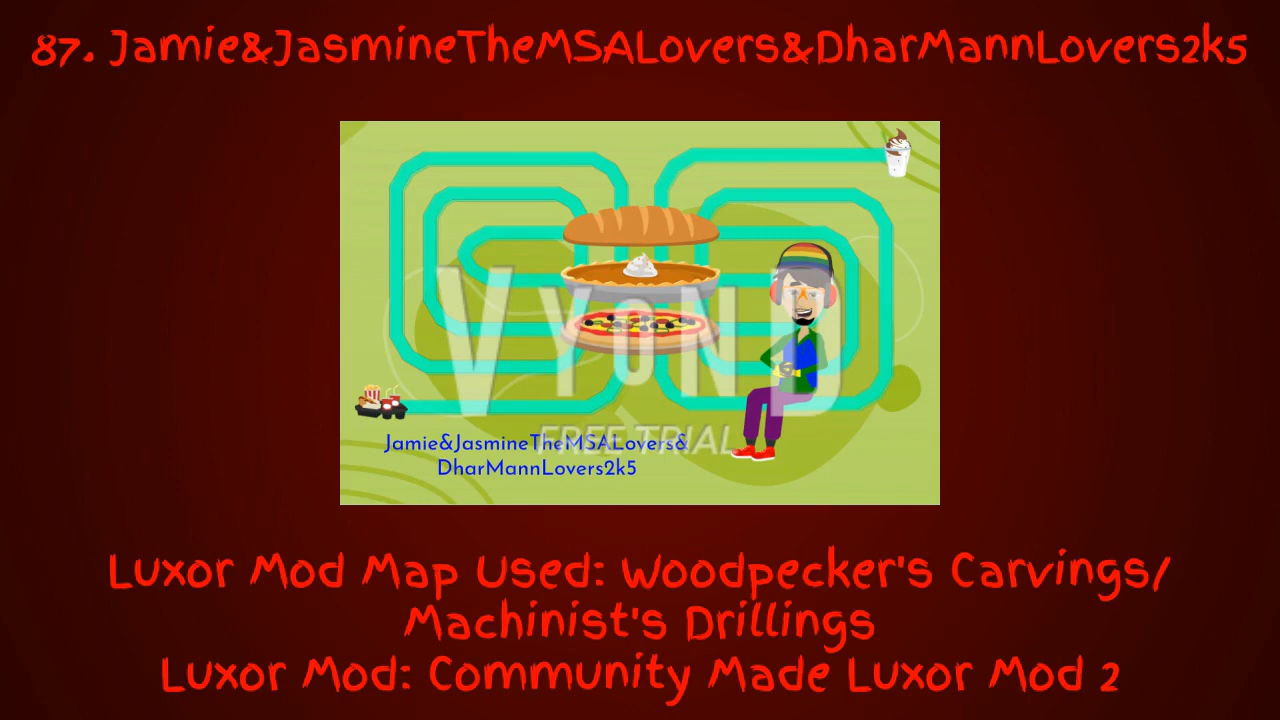 87. Jamie&JasmineTheMSALovers&DharMannLovers2k5
VYOND
FREE TRIAL
Jamie&JasmineTheMSALovers&
DharMannLovers2k5
Luxor Mod Map Used: Woodpecker's Carvings/
Machinist's Drillings
Luxor Mod: Community Made Luxor Mod 2